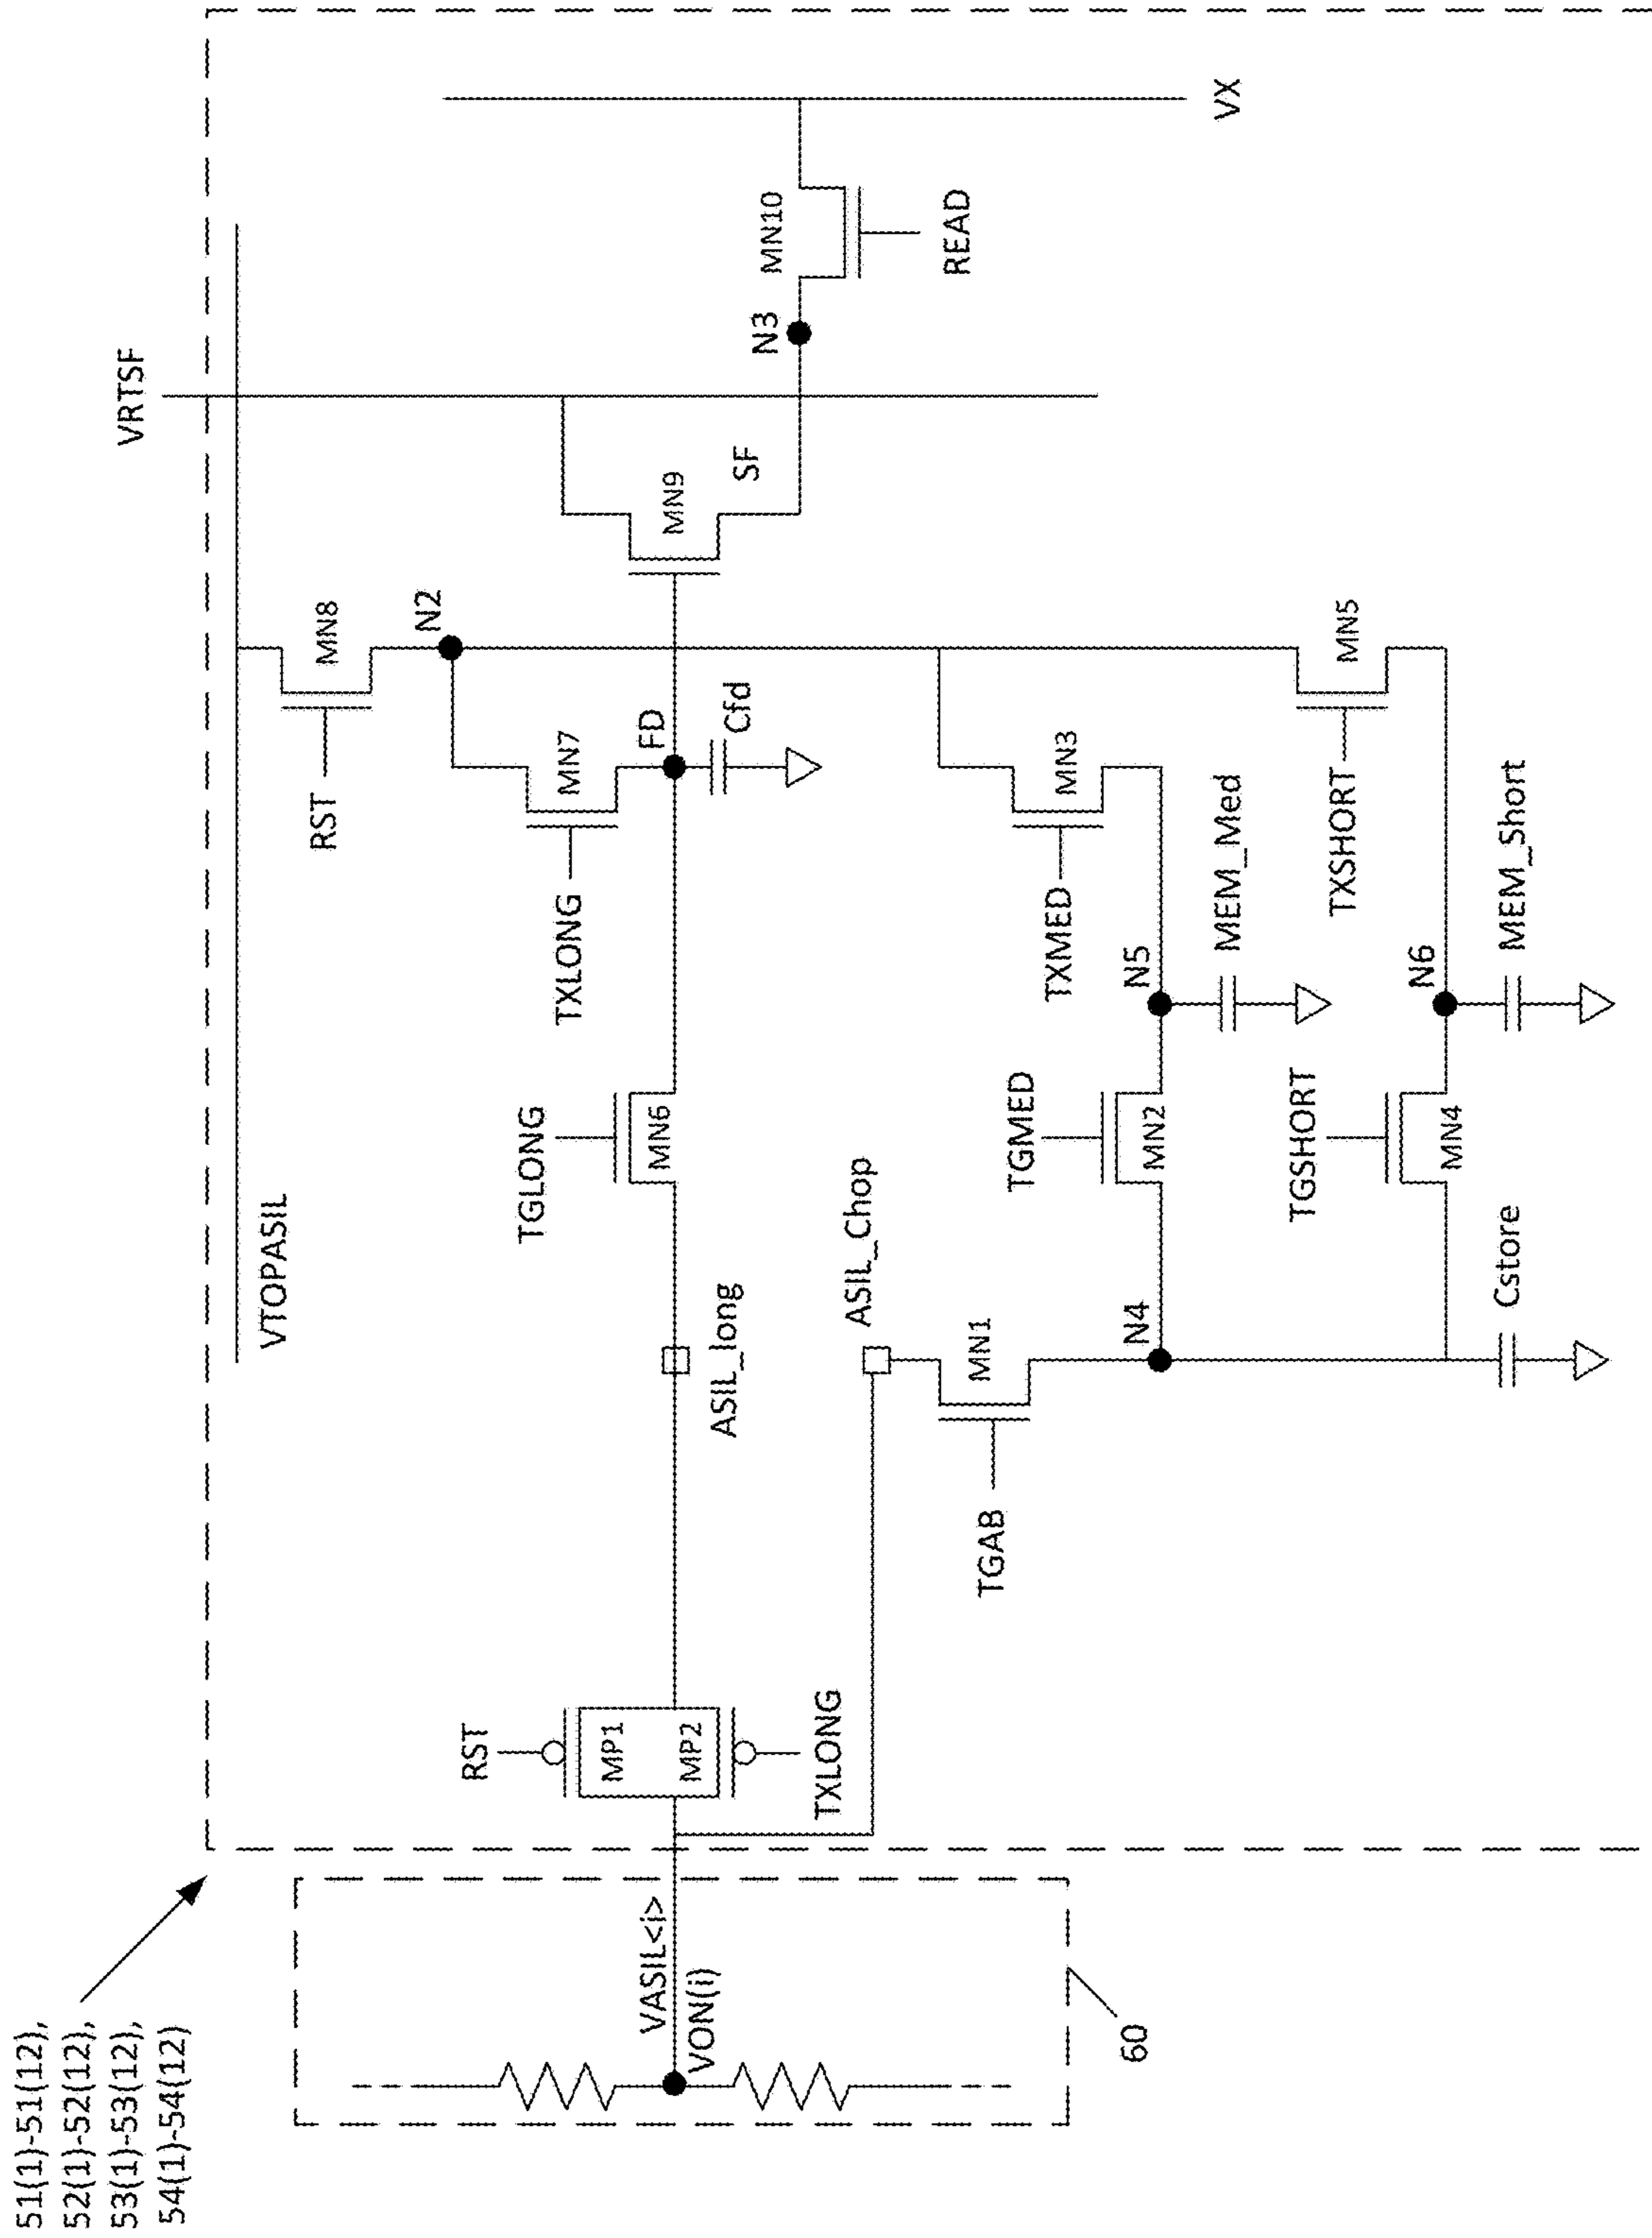 51(1)-51(12),
52(1)-52(12),
53(1)-53(12),
54(1)-54(12)
VRTSF
VTOPASIL
RST
MN8
N2
TXLONG
MN7
FD
Cfd
MN9
SF
N3
MN10
READ
VX
TGLONG
MN6
ASIL_long
RST
MP1
MP2
TXLONG
VASIL<i>
VON(i)
60
ASIL_Chop
TGAB
MN1
N4
TGMED
MN2
N5
MEM_Med
TXMED
MN3
TXSHORT
MN5
TGSHORT
MN4
N6
MEM_Short
Cstore